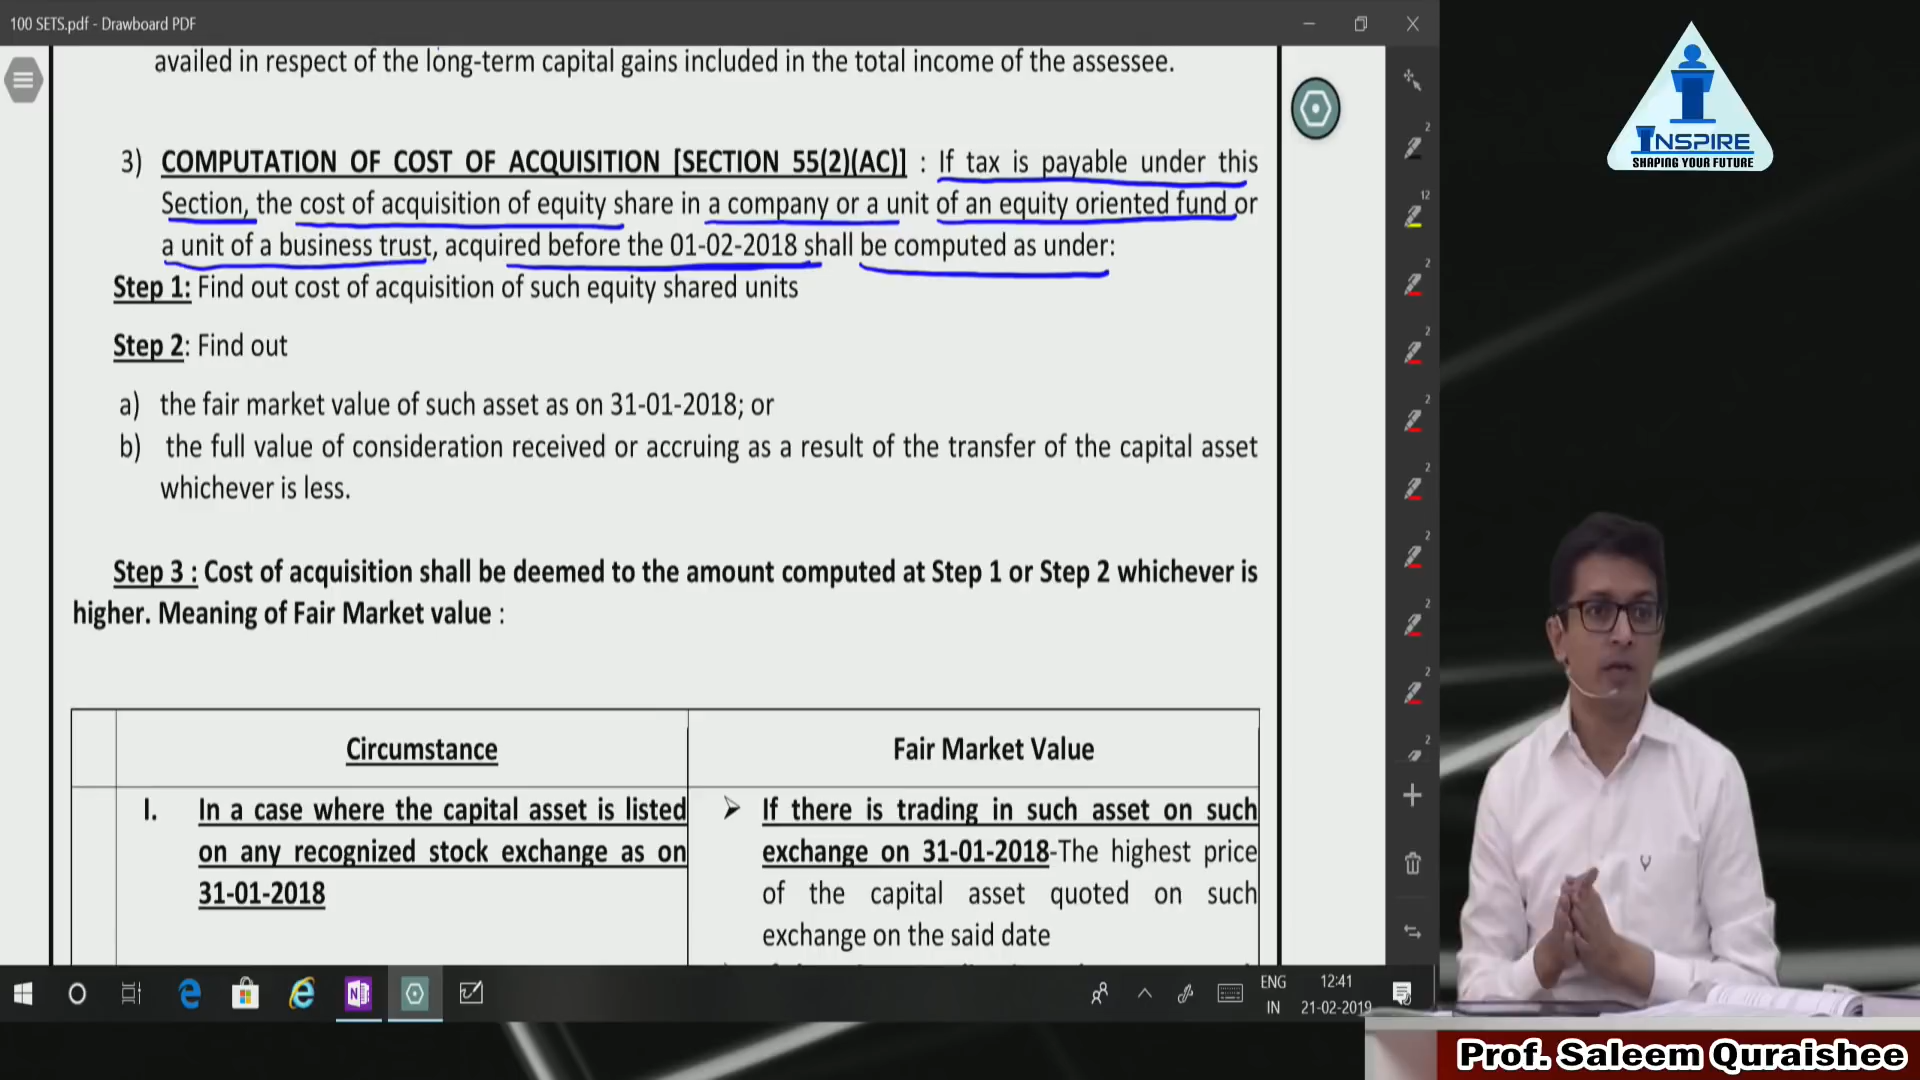 100 SETS.pdf - Drawboard PDF
availed in respect of the long-term capital gains included in the total income of the assessee.
INSPIRE
SHAPING YOUR FUTURE
3) COMPUTATION OF COST OF ACQUISITION [SECTION 55(2)(AC)] : If tax is payable under this
Section, the cost of acquisition of equity share in a company or a unit of an equity oriented fund or
a unit of a business trust, acquired before the 01-02-2018 shall be computed as under:
Step 1: Find out cost of acquisition of such equity shared units
Step 2: Find out
a) the fair market value of such asset as on 31-01-2018; or
b) the full value of consideration received or accruing as a result of the transfer of the capital asset
whichever is less.
Step 3 : Cost of acquisition shall be deemed to the amount computed at Step 1 or Step 2 whichever is
higher. Meaning of Fair Market value :
Circumstance
Fair Market Value
I. In a case where the capital asset is listed
on any recognized stock exchange as on
31-01-2018
➢ If there is trading in such asset on such
exchange on 31-01-2018-The highest price
of the capital asset quoted on such
exchange on the said date
2
12
2
2
2
2
2
2
2
2
ENG
IN
12:41
21-02-2019
Prof. Saleem Quraishee